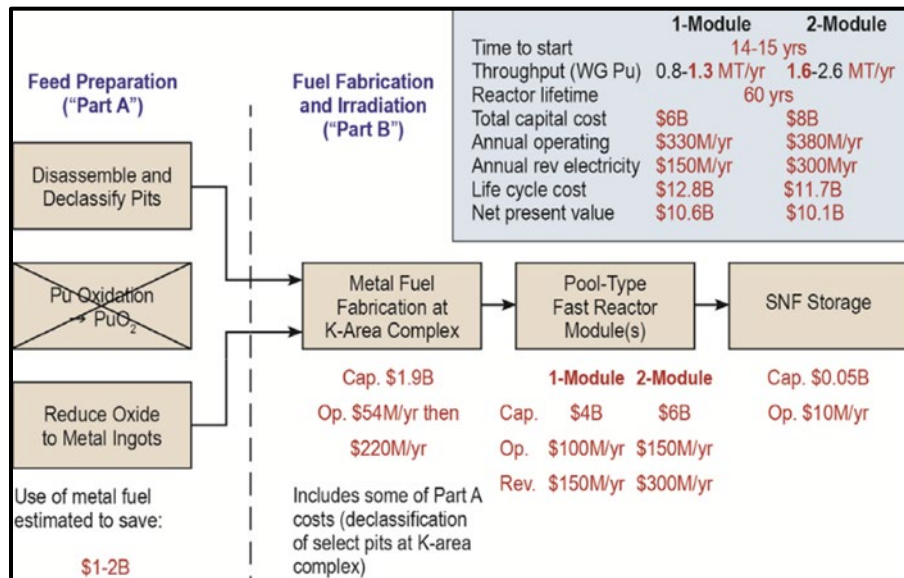 1-Module 2-Module
Time to start 14-15 yrs
Throughput (WG Pu) 0.8-1.3 MT/yr 1.6-2.6 MT/yr
Reactor lifetime 60 yrs
Total capital cost $6B $8B
Annual operating $330M/yr $380M/yr
Annual rev electricity $150M/yr $300Myr
Life cycle cost $12.8B $11.7B
Net present value $10.6B $10.1B
Feed Preparation
("Part A")
Fuel Fabrication
and Irradiation
("Part B")
Disassemble and
Declassify Pits
Pu Oxidation
→ PuO₂
Reduce Oxide
to Metal Ingots
Use of metal fuel
estimated to save:
$1-2B
Metal Fuel
Fabrication at
K-Area Complex
Cap. $1.9B
Op. $54M/yr then
$220M/yr
Includes some of Part A
costs (declassification
of select pits at K-area
complex)
Pool-Type
Fast Reactor
Module(s)
1-Module 2-Module
Cap. $4B $6B
Op. $100M/yr $150M/yr
Rev. $150M/yr $300M/yr
SNF Storage
Cap. $0.05B
Op. $10M/yr